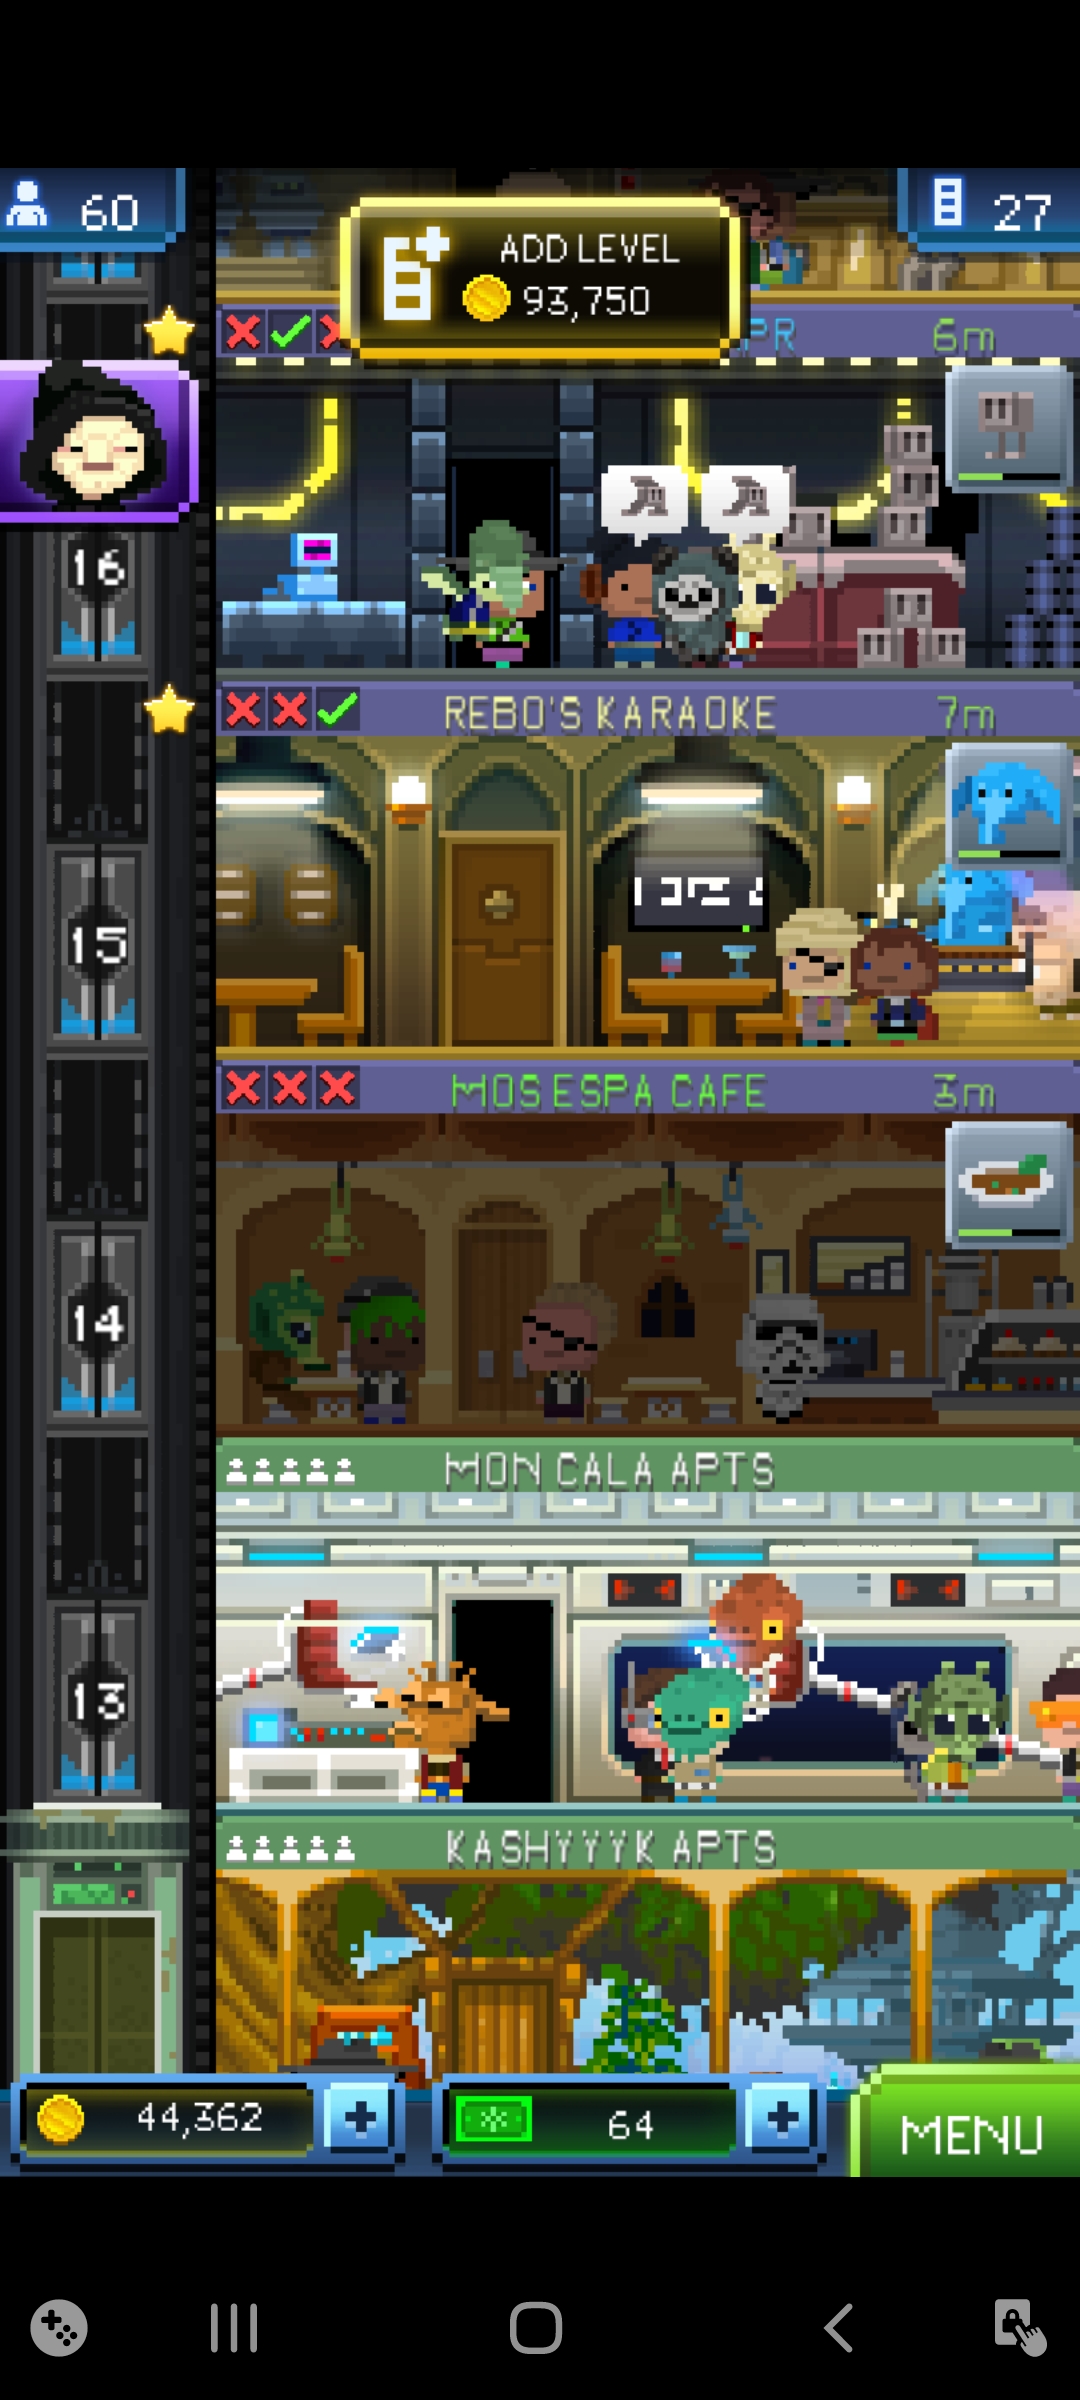 60
ADD LEVEL
93,750
27
PR
6m
16
REBO'S KARAOKE
7m
15
MOS ESPA CAFE
3m
14
MON CALA APTS
13
KASHYYYK APTS
44,362
64
MENU